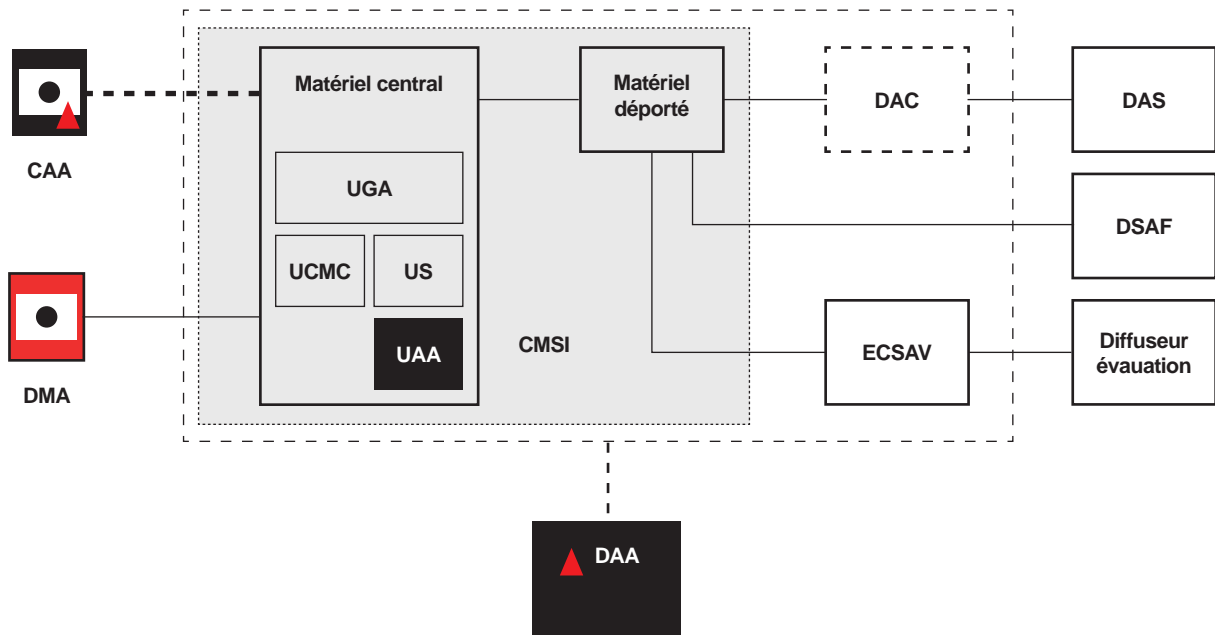 CAA
DMA
Matériel central
UGA
UCMC
US
UAA
CMSI
Matériel
déporté
DAC
DAS
DSAF
ECSAV
Diffuseur
évauation
DAA